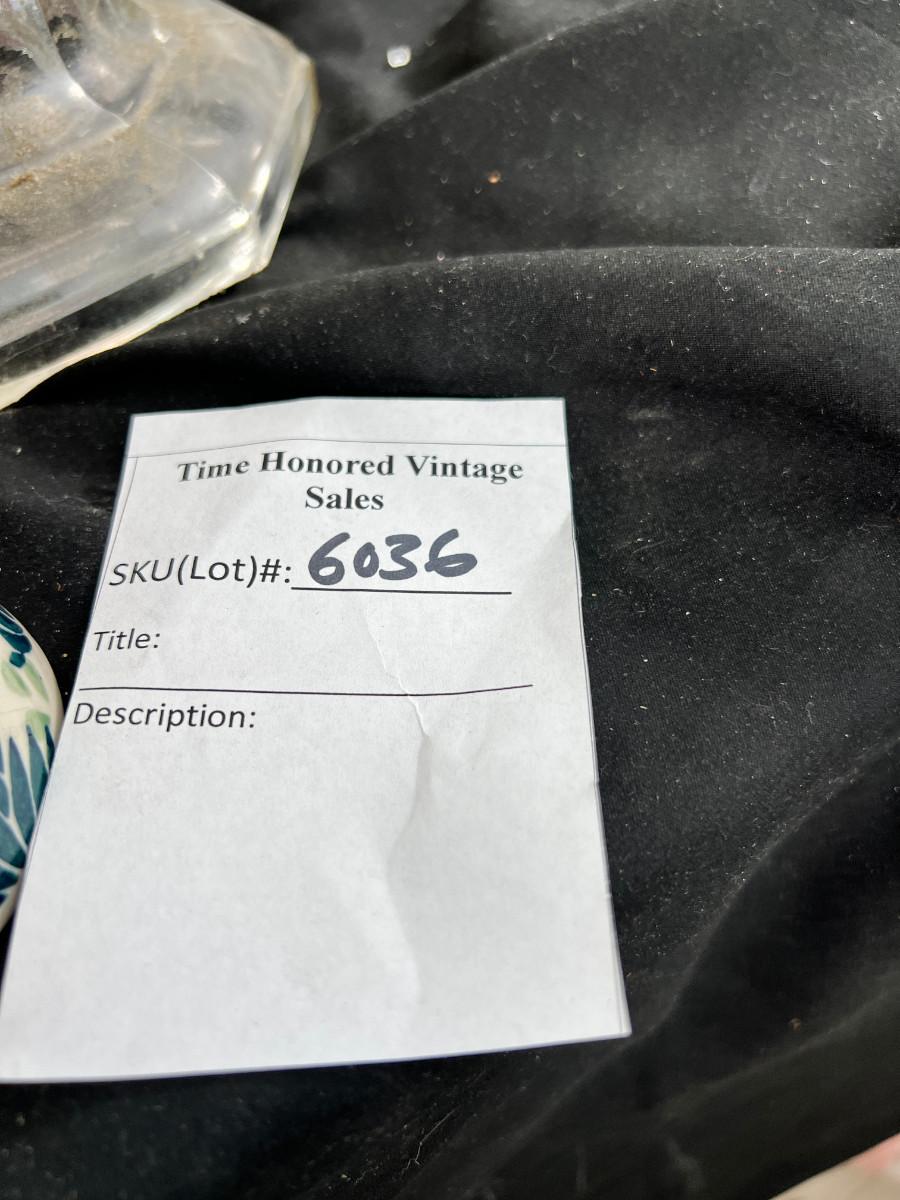 Time Honored Vintage
Sales
SKU(Lot)#: 6036
Title:
Description: